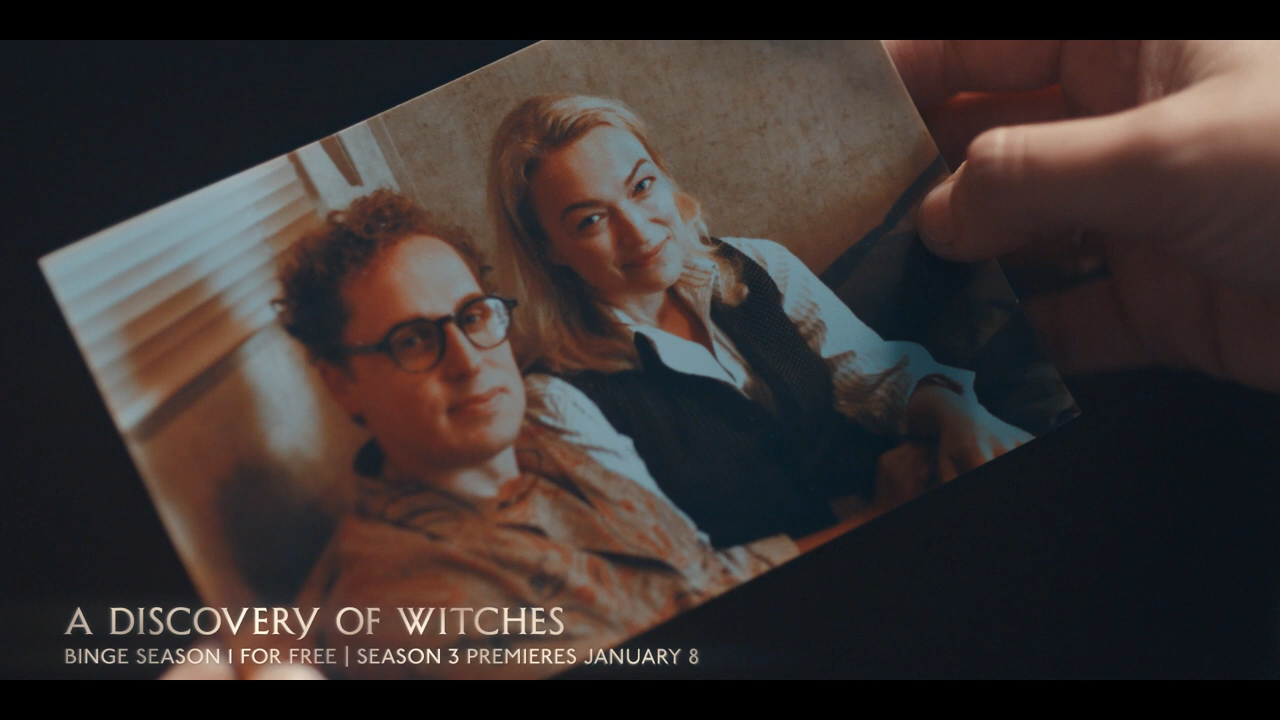 A DISCOVERY OF WITCHES
BINGE SEASON 1 FOR FREE | SEASON 3 PREMIERES JANUARY 8